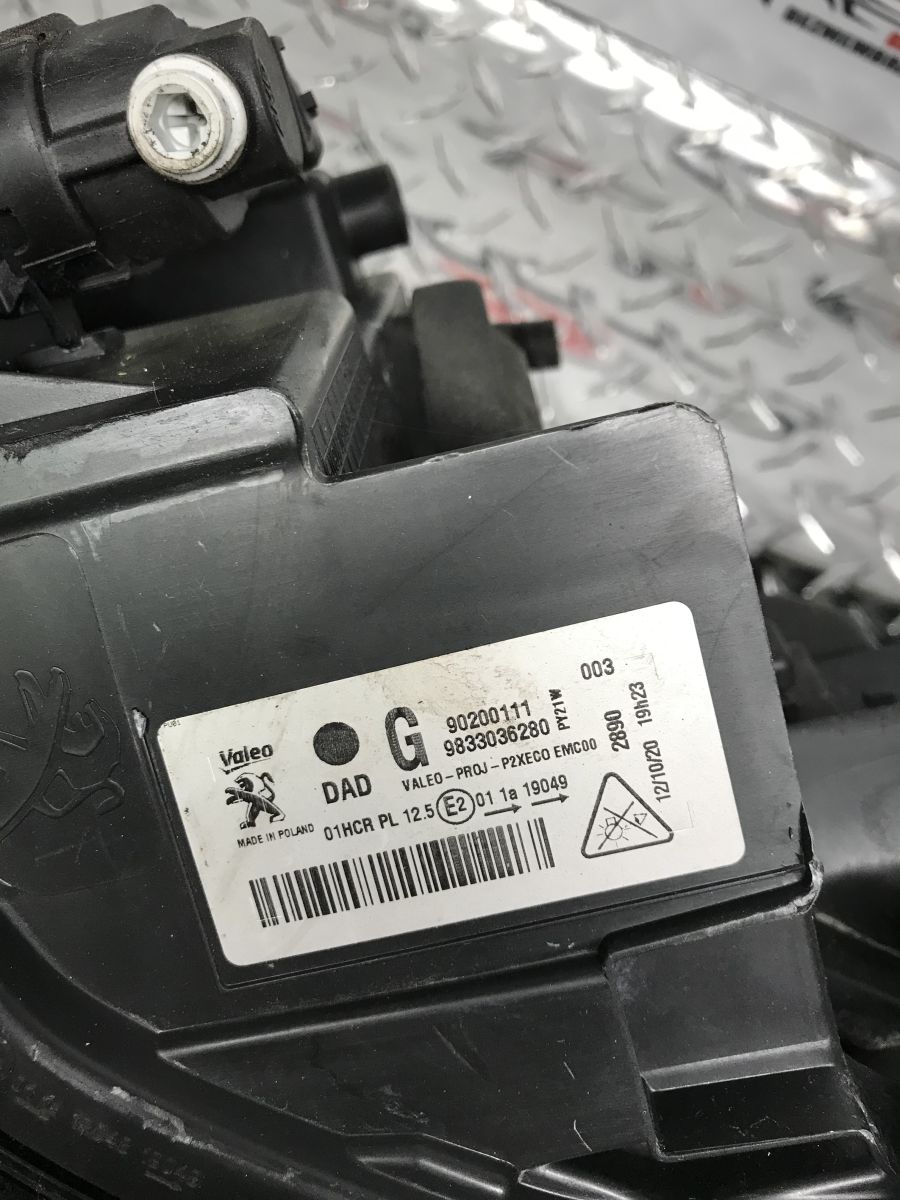 PUB1
Valeo
MADE IN POLAND
DAD
G
90200111
9833036280
PY21W
VALEO-PROJ-P2XECO EMC00
01HCR PL 12.5 E2 01 1a 19049
003
2890
12/10/20 19h23